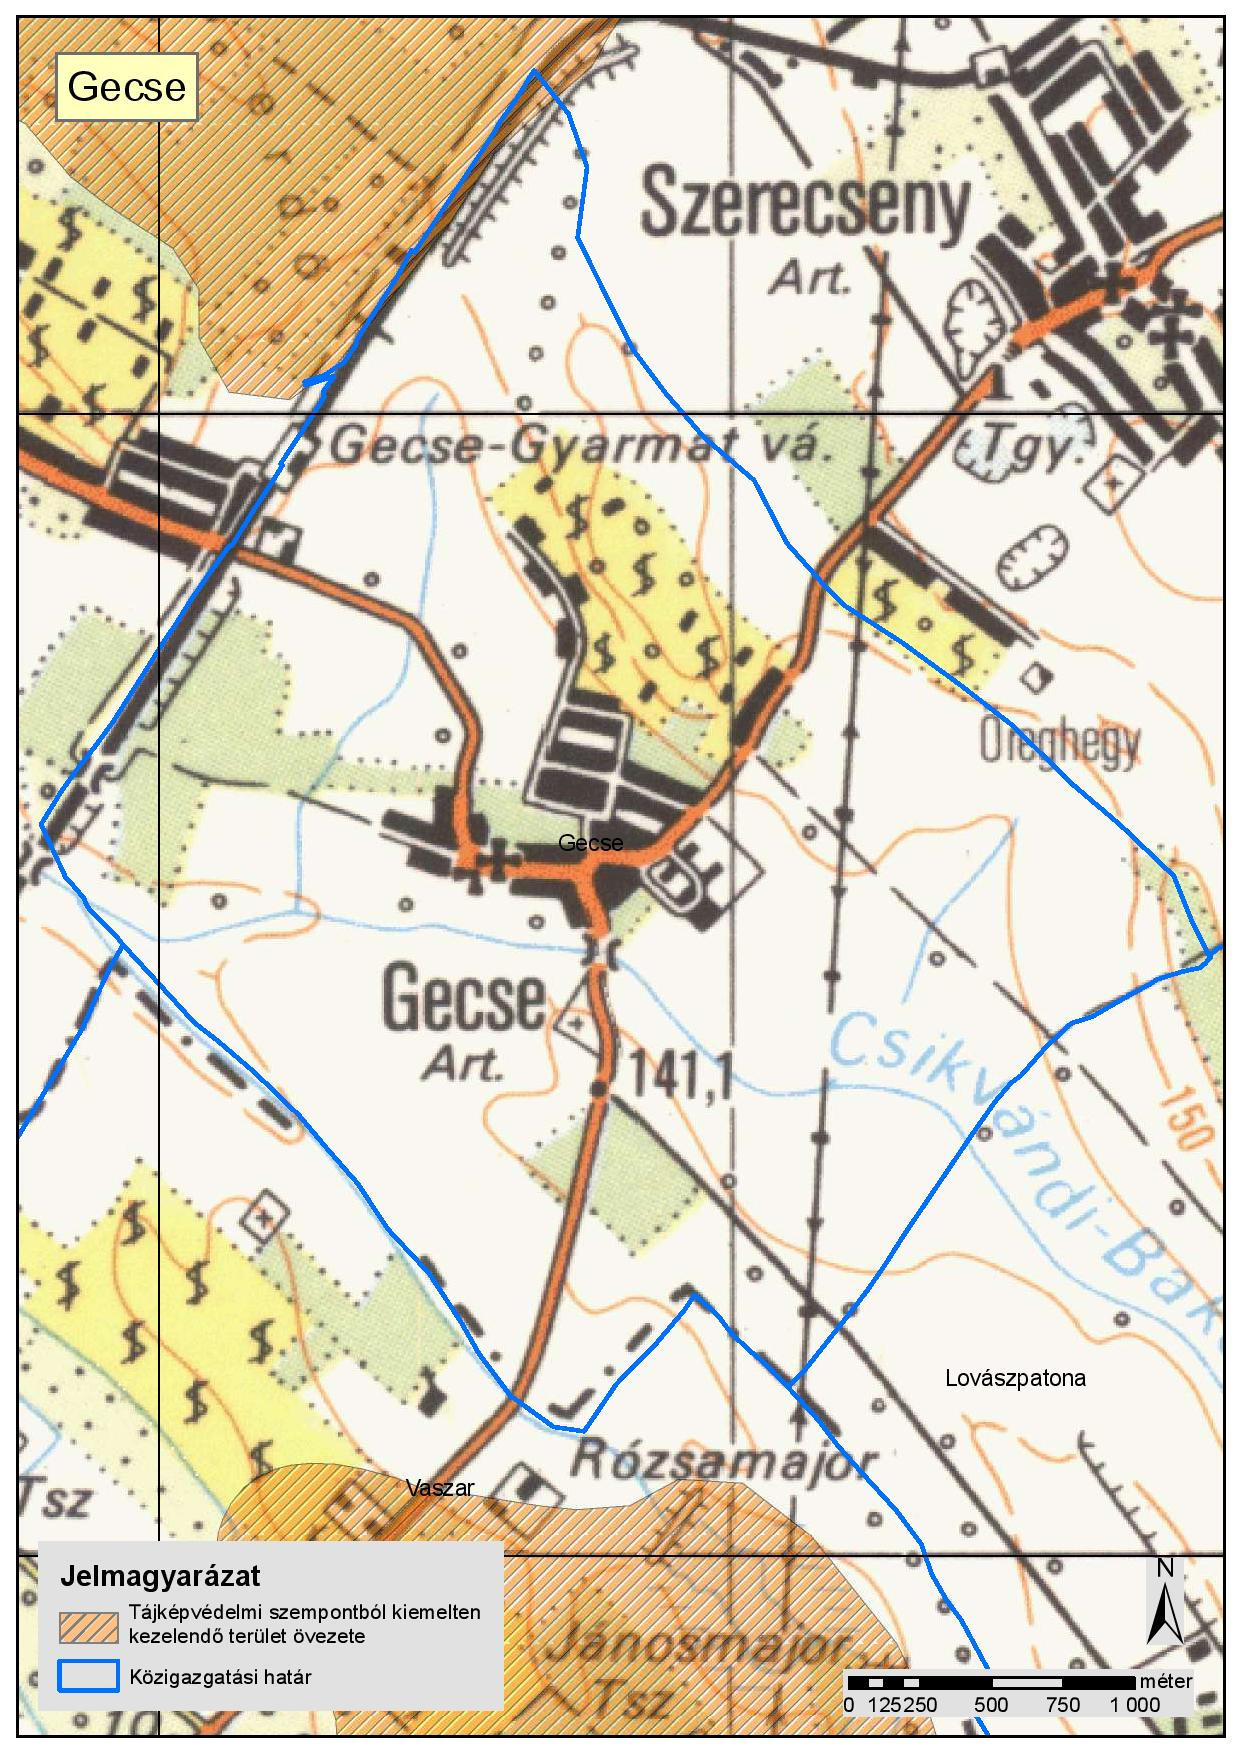 Gecse
Szerecseny
Art.
Gecse-Gyarmat vá.
Tgy.
Öreghegy
Gecse
Gecse
Art.
141,1
Csikvándi-Bak
150
Lovászpatona
Rózsamajor
Vaszar
Tsz
Jánosmajor
Tsz
10
Jelmagyarázat
Tájképvédelmi szempontból kiemelten
kezelendő terület övezete
Közigazgatási határ
N
méter
0 125 250 500 750 1 000